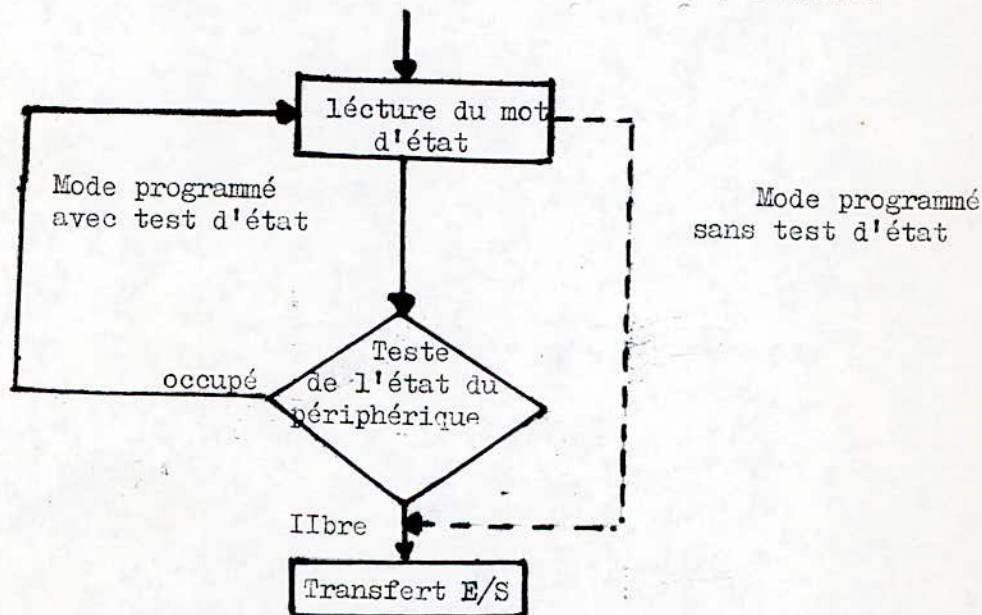 lécture du mot
d'état
Mode programmé
avec test d'état
Mode programmé
sans test d'état
occupé
Teste
de l'état du
périphérique
IIbre
Transfert E/S